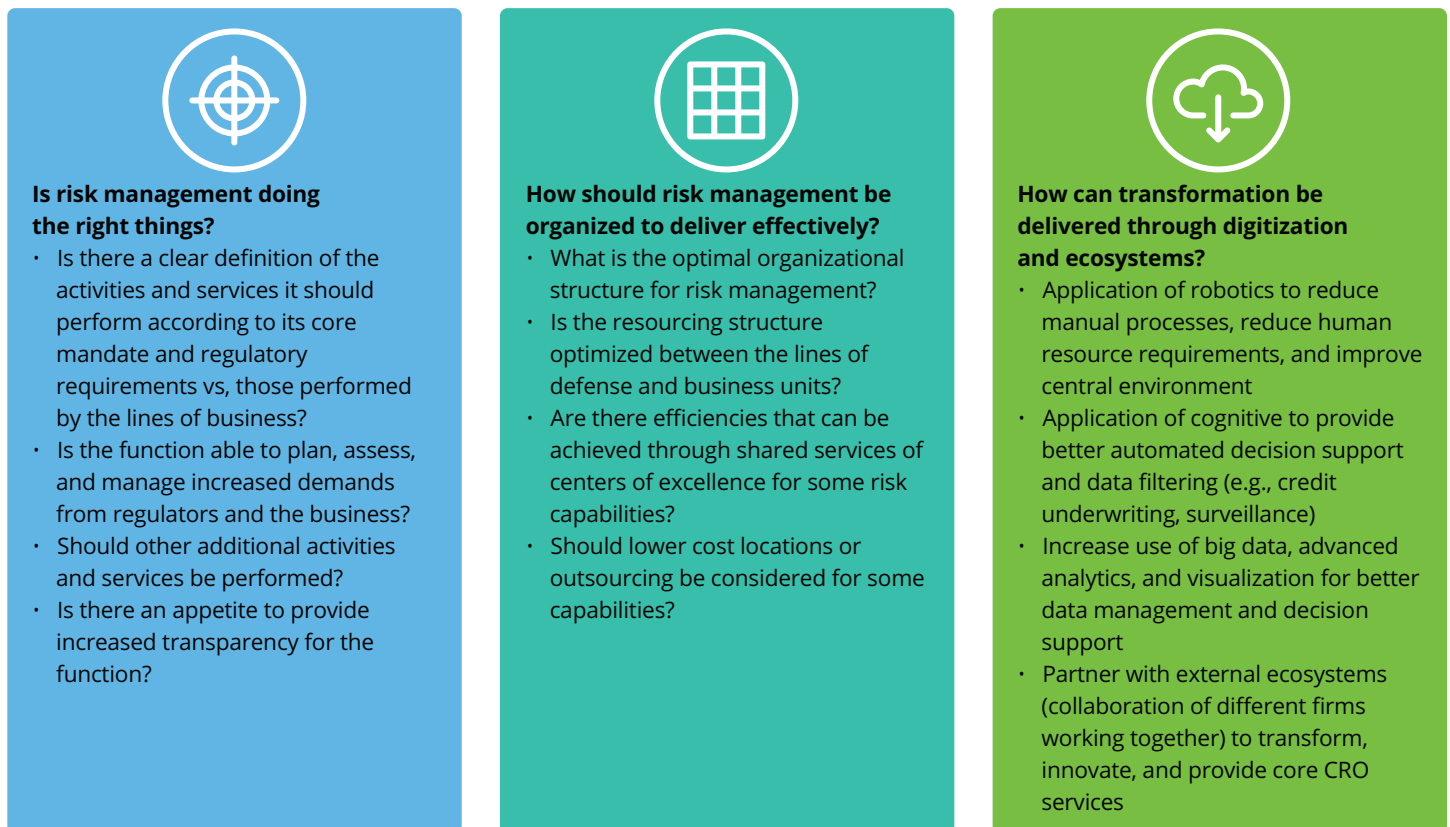 Is risk management doing
the right things?
• Is there a clear definition of the
activities and services it should
perform according to its core
mandate and regulatory
requirements vs, those performed
by the lines of business?
• Is the function able to plan, assess,
and manage increased demands
from regulators and the business?
• Should other additional activities
and services be performed?
• Is there an appetite to provide
increased transparency for the
function?
How should risk management be
organized to deliver effectively?
• What is the optimal organizational
structure for risk management?
• Is the resourcing structure
optimized between the lines of
defense and business units?
• Are there efficiencies that can be
achieved through shared services of
centers of excellence for some risk
capabilities?
• Should lower cost locations or
outsourcing be considered for some
capabilities?
How can transformation be
delivered through digitization
and ecosystems?
• Application of robotics to reduce
manual processes, reduce human
resource requirements, and improve
central environment
• Application of cognitive to provide
better automated decision support
and data filtering (e.g., credit
underwriting, surveillance)
• Increase use of big data, advanced
analytics, and visualization for better
data management and decision
support
• Partner with external ecosystems
(collaboration of different firms
working together) to transform,
innovate, and provide core CRO
services